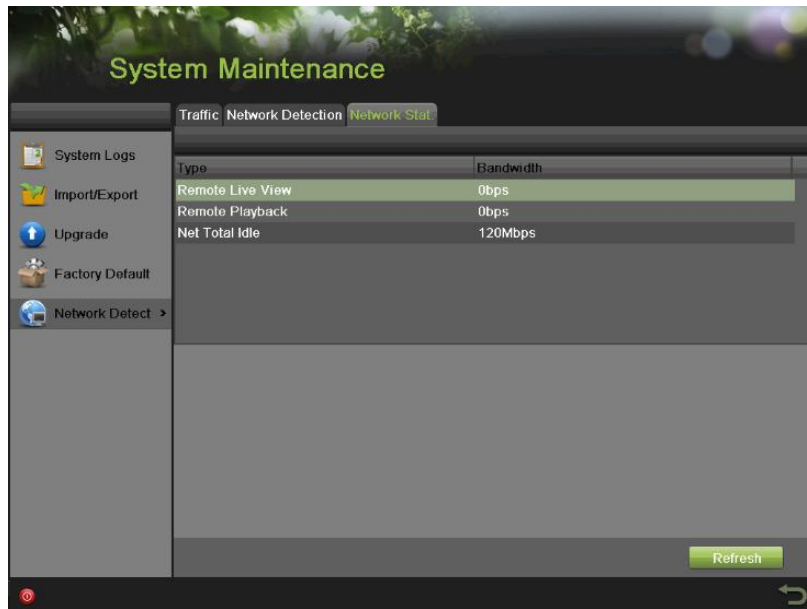 System Maintenance
Traffic Network Detection Network Stat.
System Logs
Import/Export
Upgrade
Factory Default
Network Detect >
Type Bandwidth
Remote Live View 0bps
Remote Playback 0bps
Net Total Idle 120Mbps
Refresh